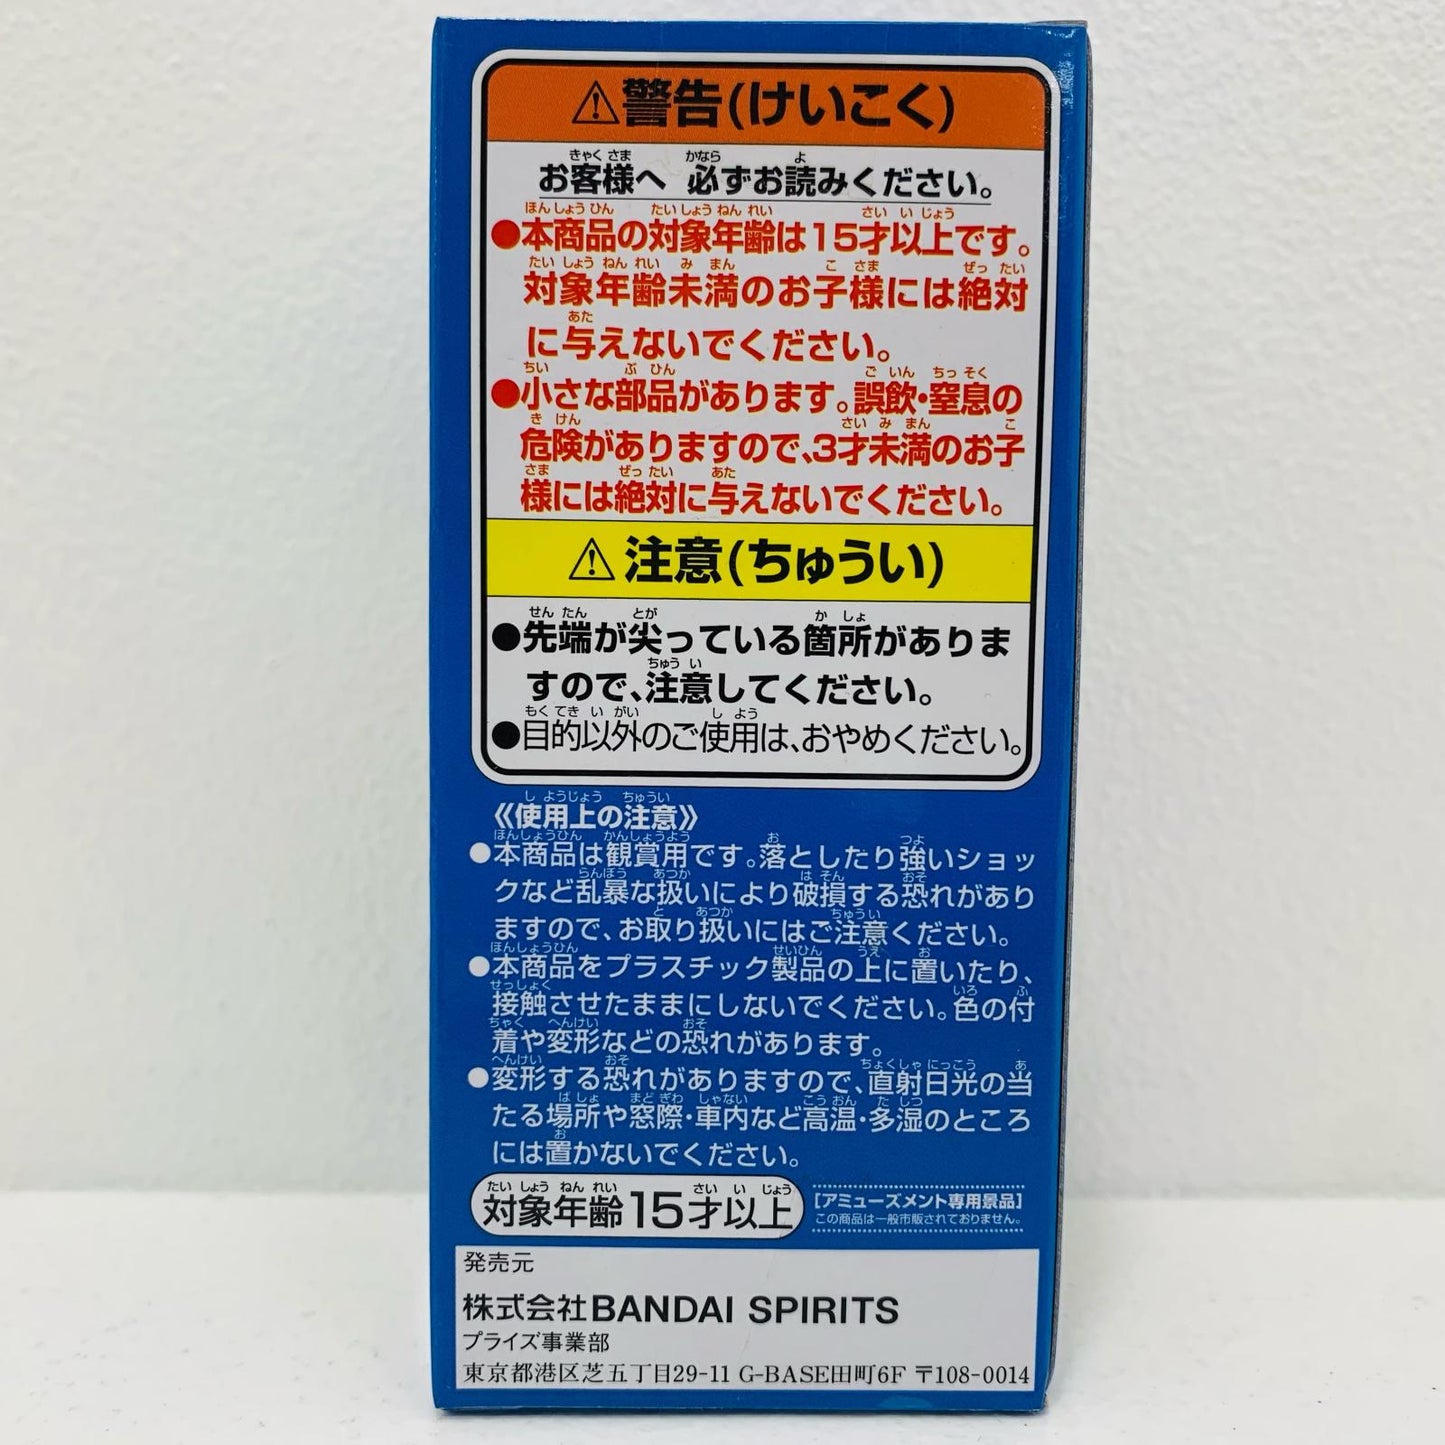 ⚠警告(けいこく)
お客様へ 必ずお読みください。
●本商品の対象年齢は15才以上です。
対象年齢未満のお子様には絶対
に与えないでください。
●小さな部品があります。誤飲・窒息の
危険がありますので、3才未満のお子
様には絶対に与えないでください。
⚠注意(ちゅうい)
●先端が尖っている箇所がありま
すので、注意してください。
●目的以外のご使用は、おやめください。
《使用上の注意》
●本商品は観賞用です。落としたり強いショッ
クなど乱暴な扱いにより破損する恐れがあり
ますので、お取り扱いにはご注意ください。
●本商品をプラスチック製品の上に置いたり、
接触させたままにしないでください。色の付
着や変形などの恐れがあります。
●変形する恐れがありますので、直射日光の当
たる場所や窓際・車内など高温・多湿のところ
には置かないでください。
対象年齢15才以上
[アミューズメント専用景品]
この商品は一般市販されておりません。
発売元
株式会社BANDAI SPIRITS
プライズ事業部
東京都港区芝五丁目29-11 G-BASE田町6F 〒108-0014